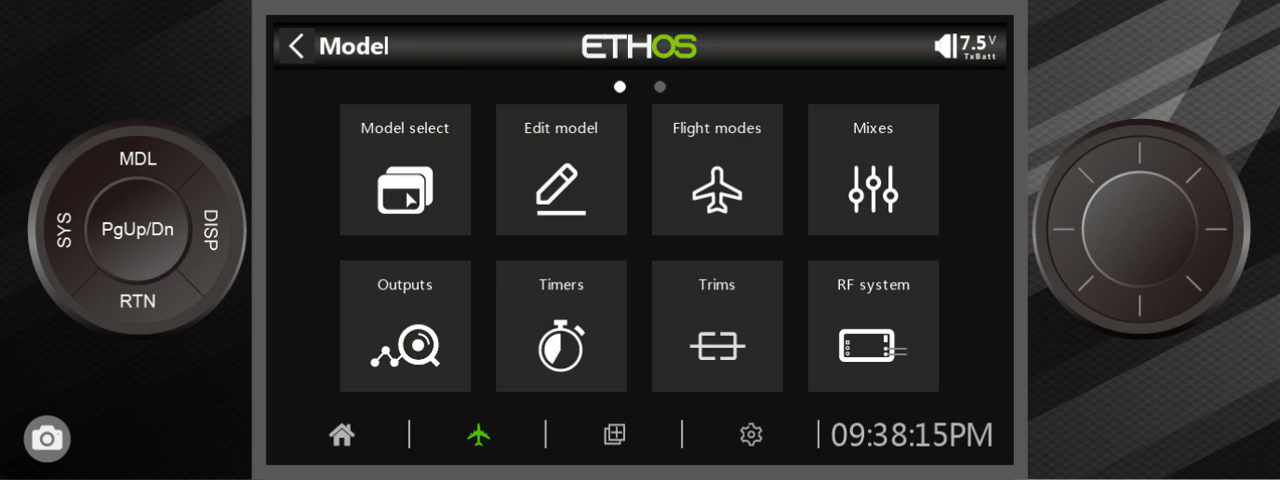 Model
ETHOS
7.5V
TxBatt
Model select
Edit model
Flight modes
Mixes
MDL
SYS
PgUp/Dn
DISP
RTN
Outputs
Timers
Trims
RF system
09:38:15PM